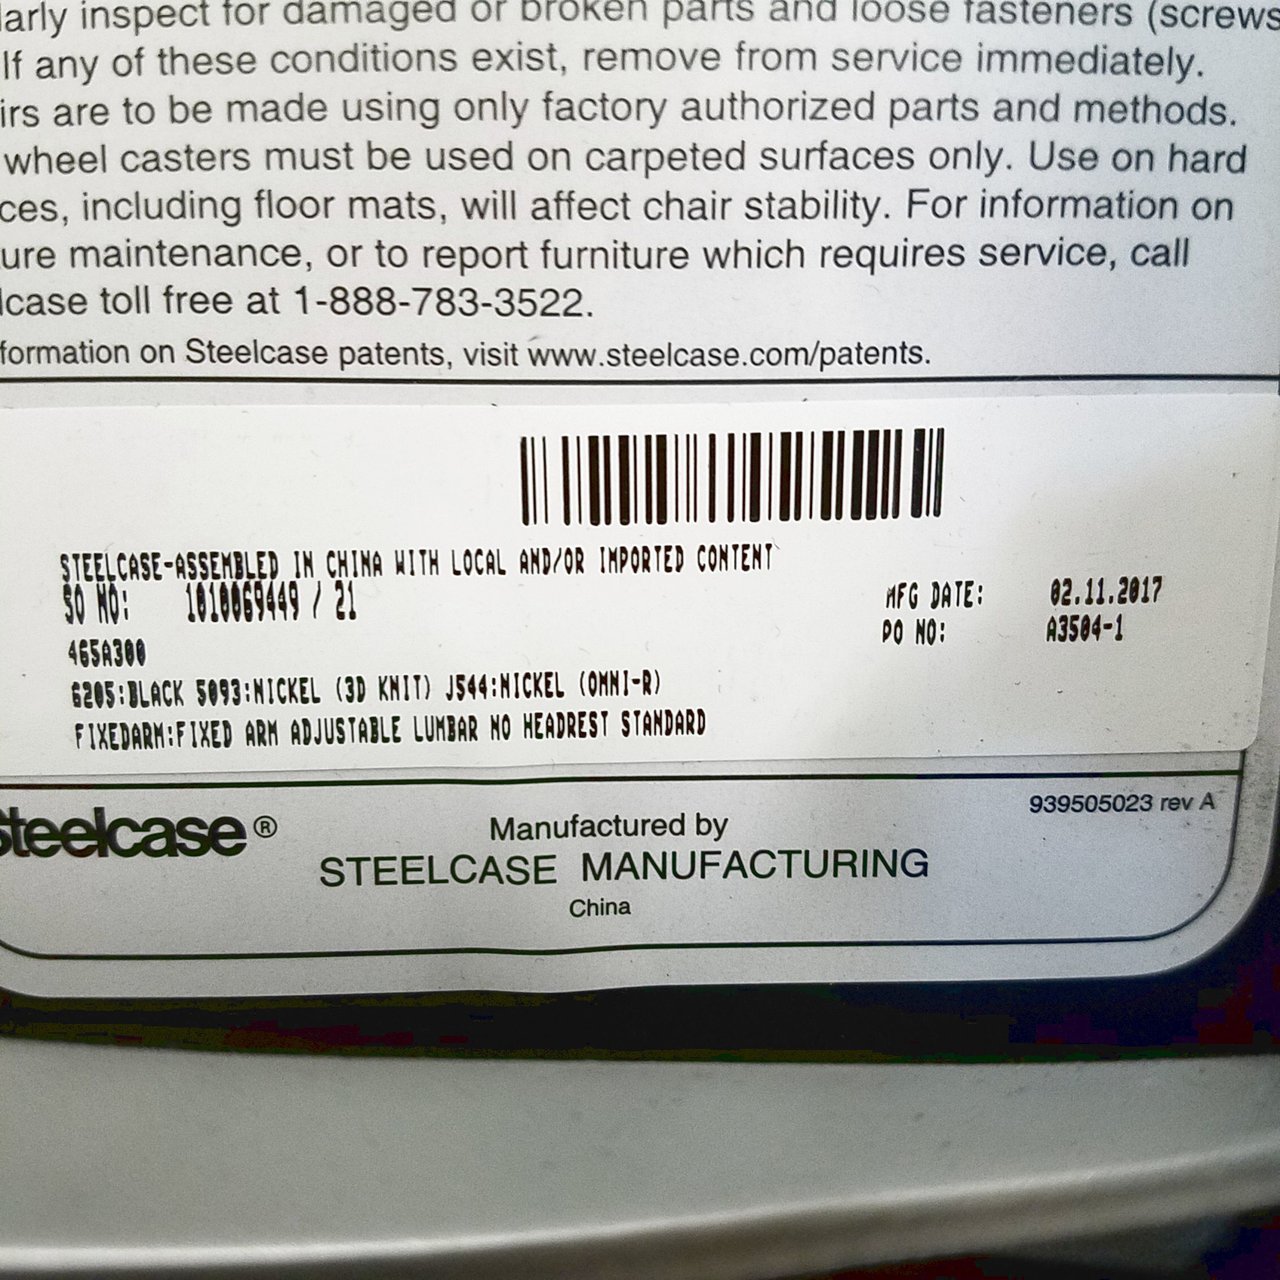 larly inspect for damaged or broken parts and loose fasteners (screws
If any of these conditions exist, remove from service immediately.
irs are to be made using only factory authorized parts and methods.
wheel casters must be used on carpeted surfaces only. Use on hard
ces, including floor mats, will affect chair stability. For information on
ure maintenance, or to report furniture which requires service, call
lcase toll free at 1-888-783-3522.
formation on Steelcase patents, visit www.steelcase.com/patents.
STEELCASE-ASSEMBLED IN CHINA WITH LOCAL AND/OR IMPORTED CONTENT
SO NO: 1010069449 / 21
MFG DATE: 02.11.2017
PO NO: A3504-1
465A300
6205:BLACK 5093:NICKEL (3D KNIT) J544:NICKEL (OMNI-R)
FIXEDARM:FIXED ARM ADJUSTABLE LUMBAR NO HEADREST STANDARD
939505023 rev A
Steelcase®
Manufactured by
STEELCASE MANUFACTURING
China